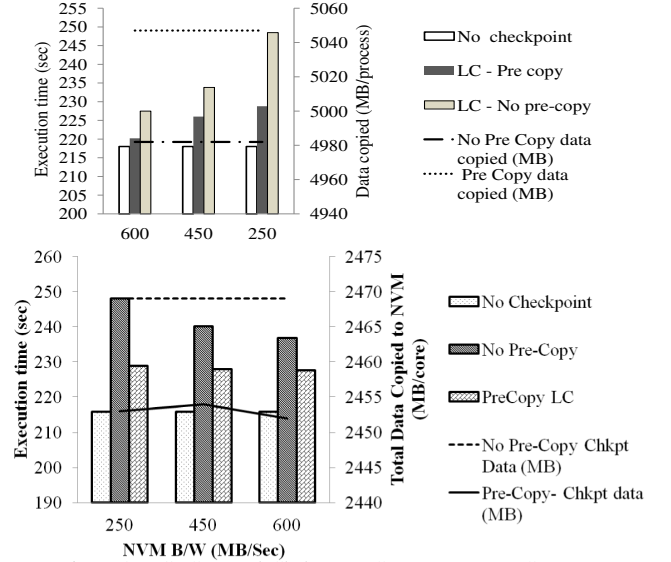 255
250
245
240
235
230
225
220
215
210
205
200
Execution time (sec)
5060
5040
5020
5000
4980
4960
4940
Data copied (MB/process)
600 450 250
No checkpoint
LC - Pre copy
LC - No pre-copy
No Pre Copy data
copied (MB)
Pre Copy data
copied (MB)
260
250
240
230
220
210
200
190
Execution time (sec)
2475
2470
2465
2460
2455
2450
2445
2440
Total Data Copied to NVM
(MB/core)
250 450 600
NVM B/W (MB/Sec)
No Checkpoint
No Pre-Copy
PreCopy LC
No Pre-Copy Chkpt
Data (MB)
Pre-Copy- Chkpt data
(MB)